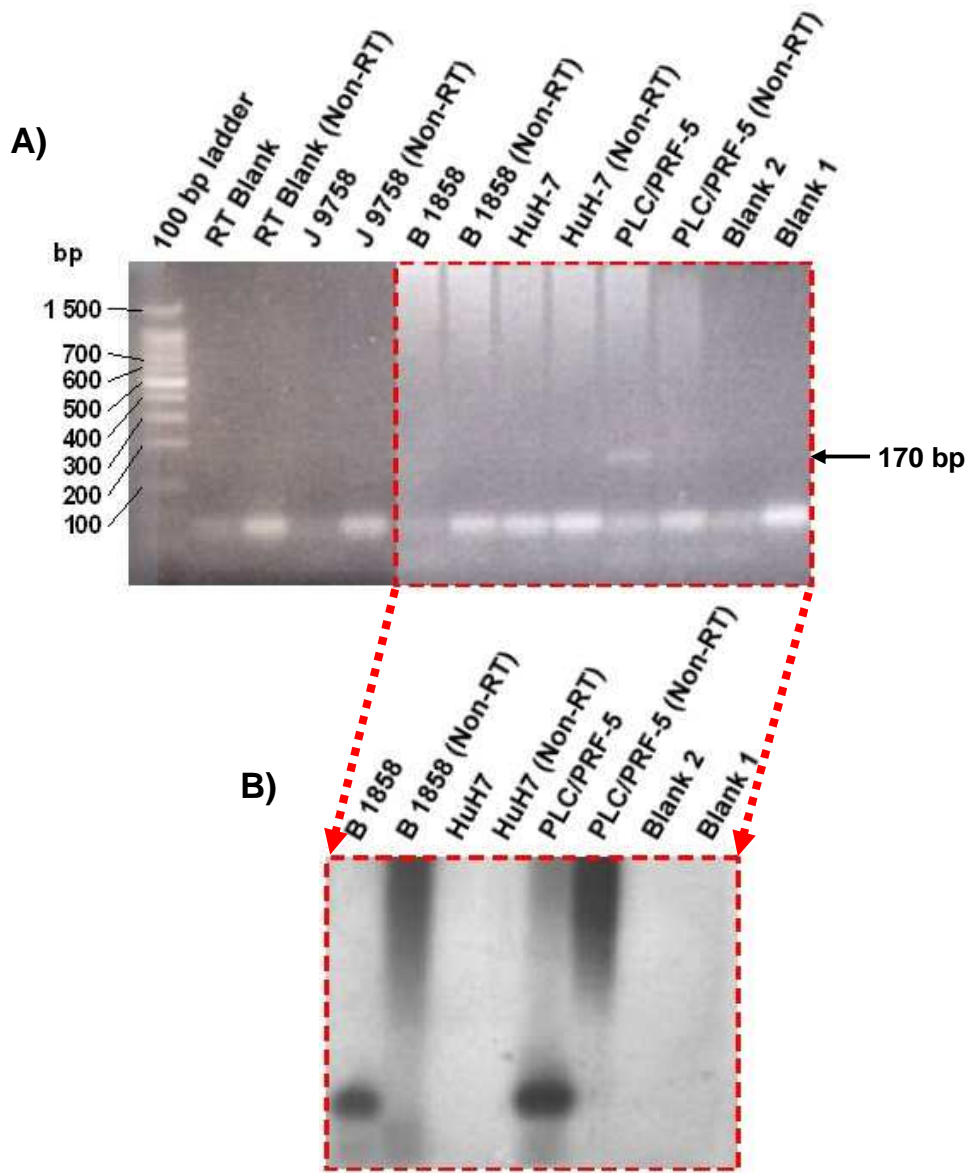 A)
100 bp ladder
RT Blank
RT Blank (Non-RT)
J 9758
J 9758 (Non-RT)
B 1858
B 1858 (Non-RT)
HuH-7
HuH-7 (Non-RT)
PLC/PRF-5
PLC/PRF-5 (Non-RT)
Blank 2
Blank 1
bp
1 500
700
600
500
400
300
200
100
170 bp
B)
B 1858
B 1858 (Non-RT)
HuH7
HuH7 (Non-RT)
PLC/PRF-5
PLC/PRF-5 (Non-RT)
Blank 2
Blank 1